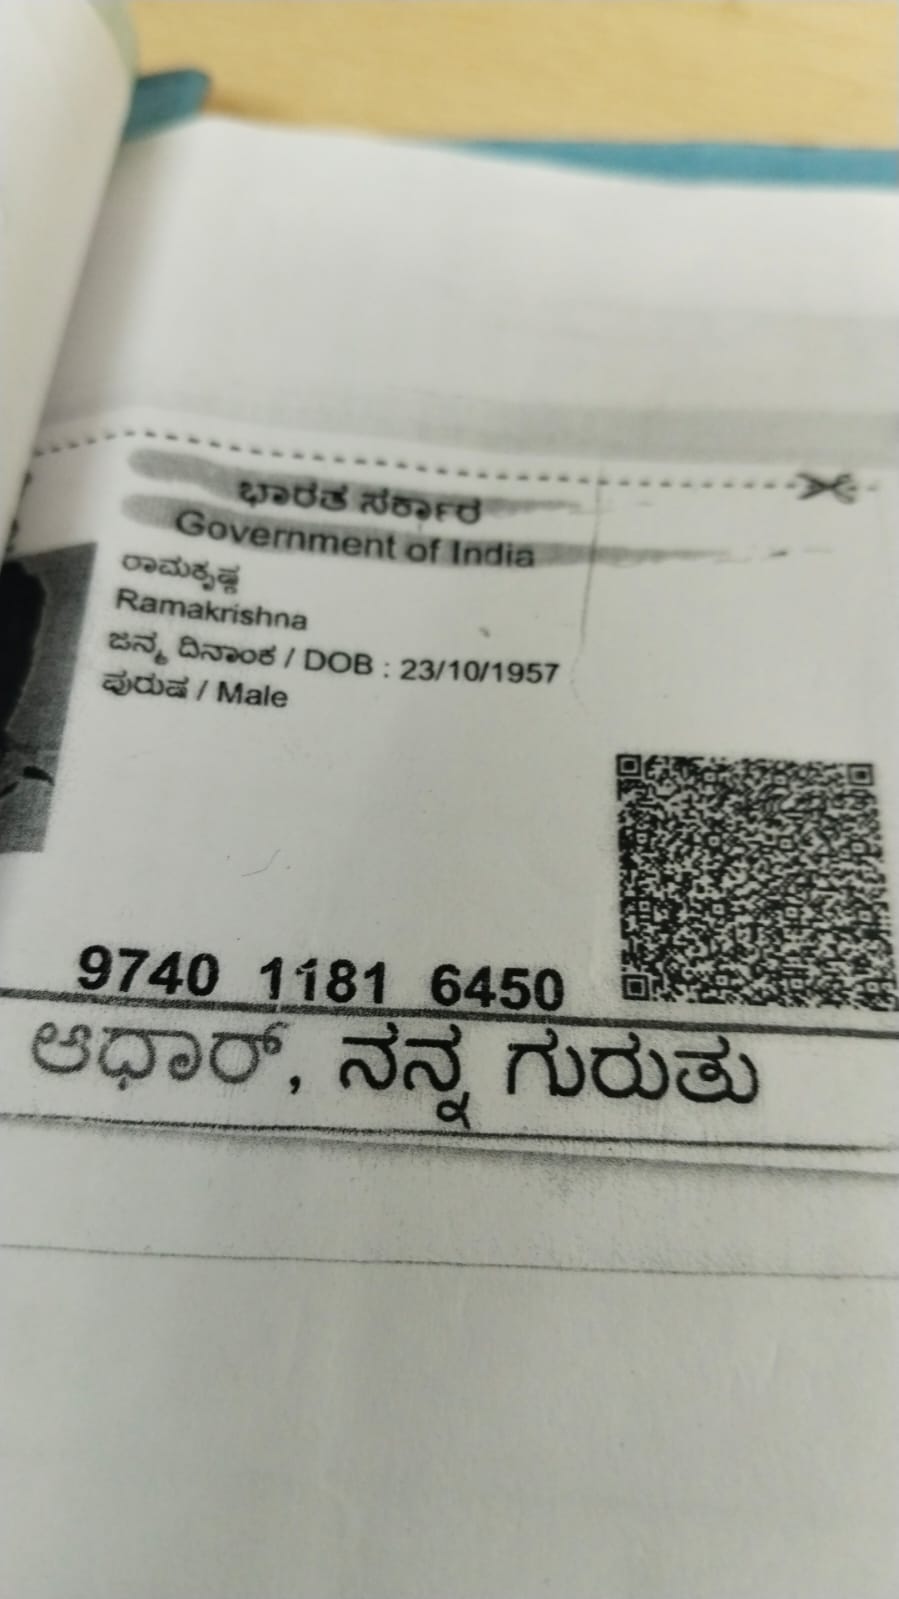 ಭಾರತ ಸರ್ಕಾರ
Government of India
ರಾಮಕೃಷ್ಣ
Ramakrishna
ಜನ್ಮ ದಿನಾಂಕ / DOB : 23/10/1957
ಪುರುಷ / Male
9740 1181 6450
ಆಧಾರ್, ನನ್ನ ಗುರುತು